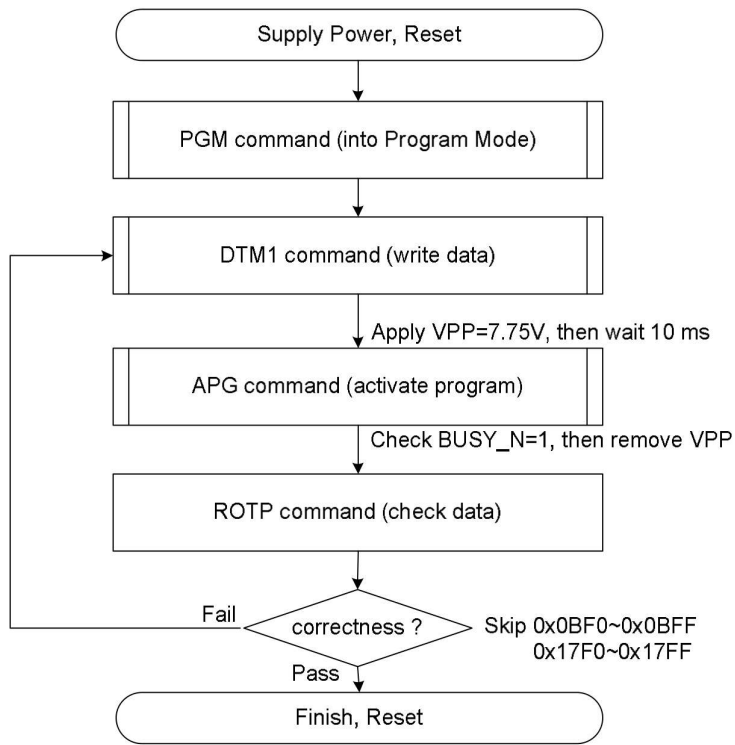 Supply Power, Reset
PGM command (into Program Mode)
DTM1 command (write data)
Apply VPP=7.75V, then wait 10 ms
APG command (activate program)
Check BUSY_N=1, then remove VPP
ROTP command (check data)
Fail
correctness ?
Skip 0x0BF0~0x0BFF
0x17F0~0x17FF
Pass
Finish, Reset